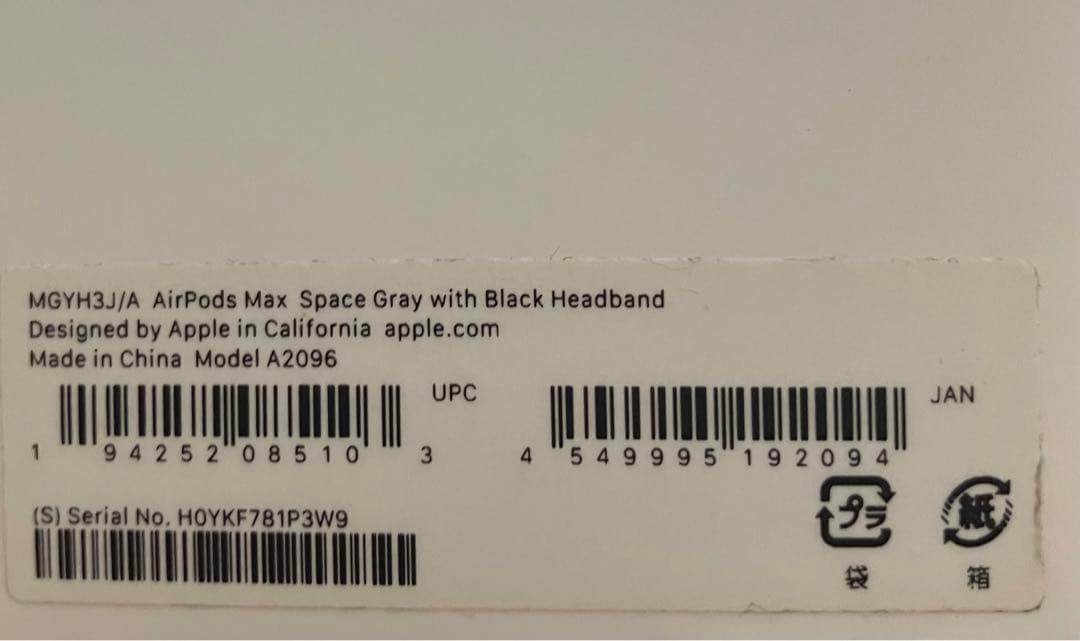 MGYH3J/A AirPods Max Space Gray with Black Headband
Designed by Apple in California apple.com
Made in China Model A2096
UPC
1 94252 08510 3
JAN
4 549995 192094
(S) Serial No. H0YKF781P3W9
プラ
紙
袋
箱